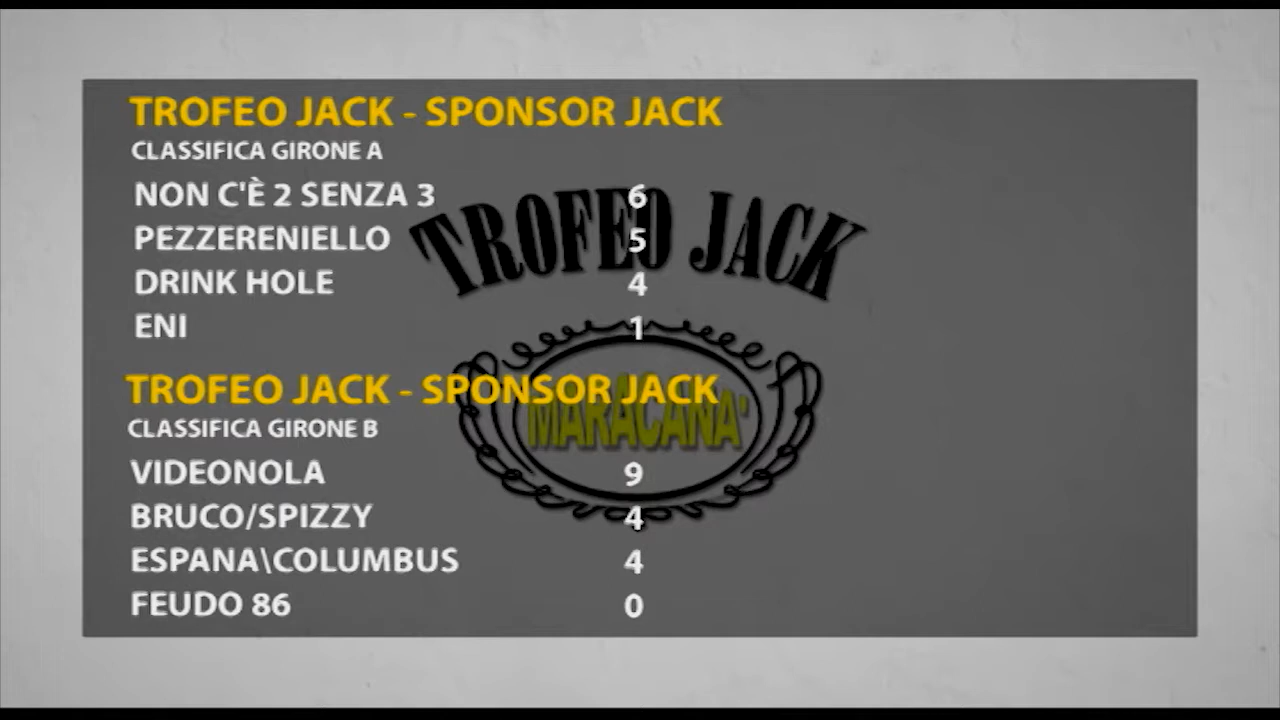 TROFEO JACK - SPONSOR JACK
CLASSIFICA GIRONE A
NON C'È 2 SENZA 3 6
PEZZERENIELLO 5
DRINK HOLE 4
ENI 1
TROFEO JACK
TROFEO JACK - SPONSOR JACK
CLASSIFICA GIRONE B
MARACANA'
VIDEONOLA 9
BRUCO/SPIZZY 4
ESPANA\COLUMBUS 4
FEUDO 86 0